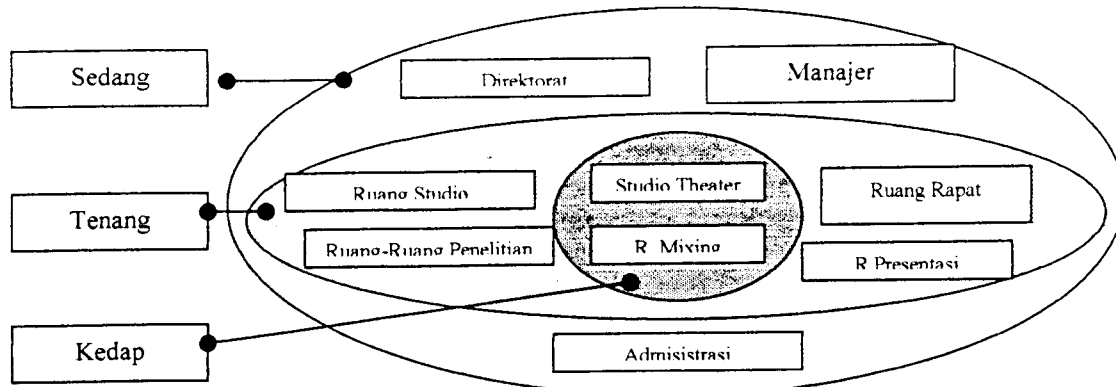 Sedang
Direktorat
Manajer
Tenang
Ruang Studio
Studio Theater
Ruang Rapat
Ruang-Ruang Penelitian
R. Mixing
R.Presentasi
Kedap
Admisistrasi